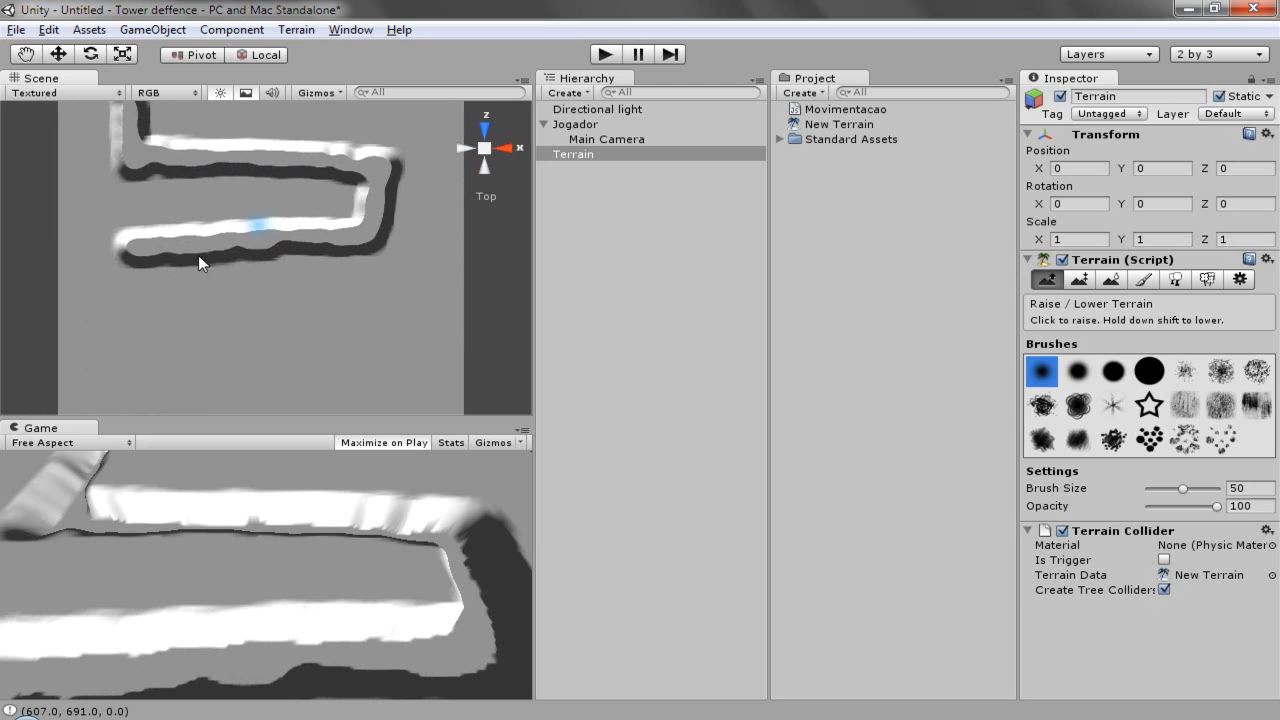 Unity - Untitled - Tower deffence - PC and Mac Standalone*
File Edit Assets GameObject Component Terrain Window Help
Pivot Local Layers 2 by 3
Scene
Textured RGB Gizmos All
z
x
Top
Game
Free Aspect Maximize on Play Stats Gizmos
Hierarchy
Create All
Directional light
Jogador
Main Camera
Terrain
Project
Create All
Movimentacao
New Terrain
Standard Assets
Inspector
Terrain Static
Tag Untagged Layer Default
Transform
Position
X 0 Y 0 Z 0
Rotation
X 0 Y 0 Z 0
Scale
X 1 Y 1 Z 1
Terrain (Script)
Raise / Lower Terrain
Click to raise. Hold down shift to lower.
Brushes
Settings
Brush Size 50
Opacity 100
Terrain Collider
Material None (Physic Mater
Is Trigger
Terrain Data New Terrain
Create Tree Colliders
(607.0, 691.0, 0.0)